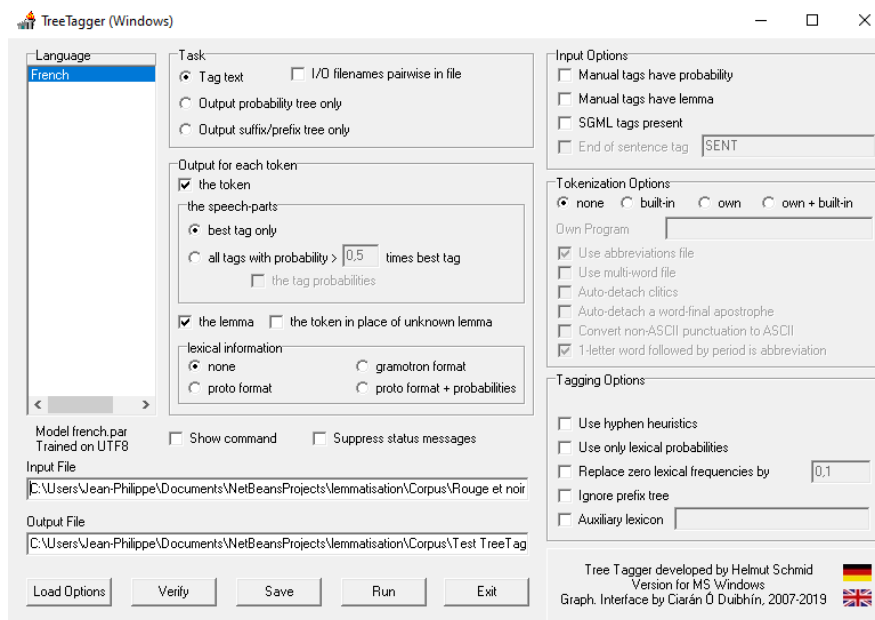 TreeTagger (Windows)
Language
French
Model french.par
Trained on UTF8
Task
Tag text
I/O filenames pairwise in file
Output probability tree only
Output suffix/prefix tree only
Output for each token
the token
the speech-parts
best tag only
all tags with probability > 0,5 times best tag
the tag probabilities
the lemma
the token in place of unknown lemma
lexical information
none
gramotron format
proto format
proto format + probabilities
Show command
Suppress status messages
Input File
C:\Users\Jean-Philippe\Documents\NetBeansProjects\lemmatisation\Corpus\Rouge et noir
Output File
C:\Users\Jean-Philippe\Documents\NetBeansProjects\lemmatisation\Corpus\Test TreeTag
Load Options
Verify
Save
Run
Exit
Input Options
Manual tags have probability
Manual tags have lemma
SGML tags present
End of sentence tag SENT
Tokenization Options
none built-in own own + built-in
Own Program
Use abbreviations file
Use multi-word file
Auto-detach clitics
Auto-detach a word-final apostrophe
Convert non-ASCII punctuation to ASCII
1-letter word followed by period is abbreviation
Tagging Options
Use hyphen heuristics
Use only lexical probabilities
Replace zero lexical frequencies by 0,1
Ignore prefix tree
Auxiliary lexicon
Tree Tagger developed by Helmut Schmid
Version for MS Windows
Graph. Interface by Ciarán Ó Duibhín, 2007-2019